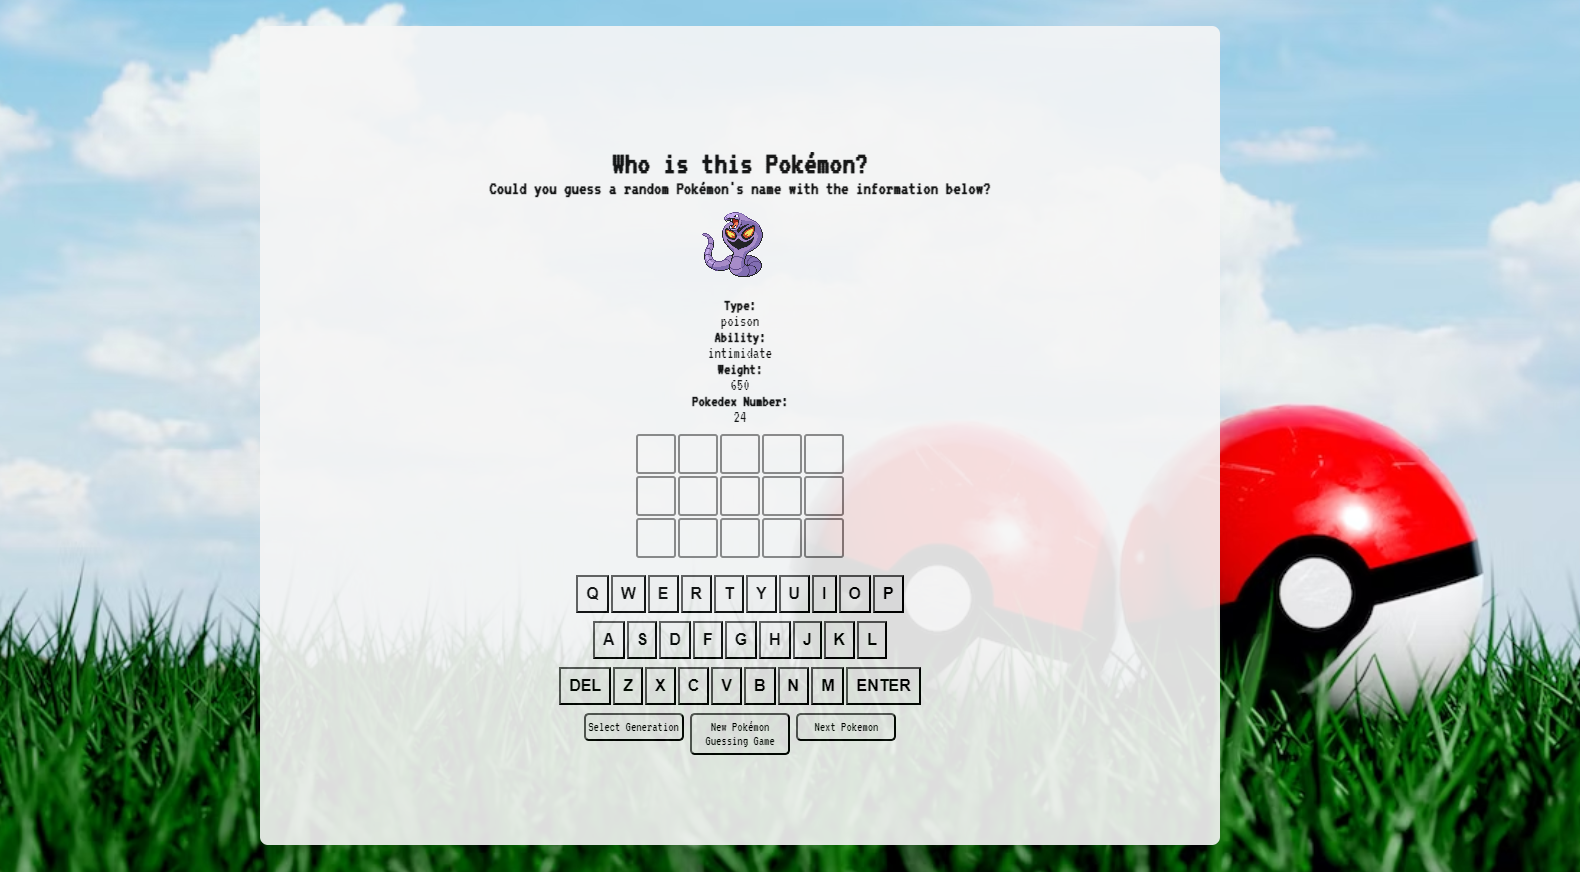 Who is this Pokémon?
Could you guess a random Pokémon's name with the information below?
Type:
poison
Ability:
intimidate
Weight:
650
Pokedex Number:
24
Q W E R T Y U I O P
A S D F G H J K L
DEL Z X C V B N M ENTER
Select Generation
New Pokémon
Guessing Game
Next Pokemon